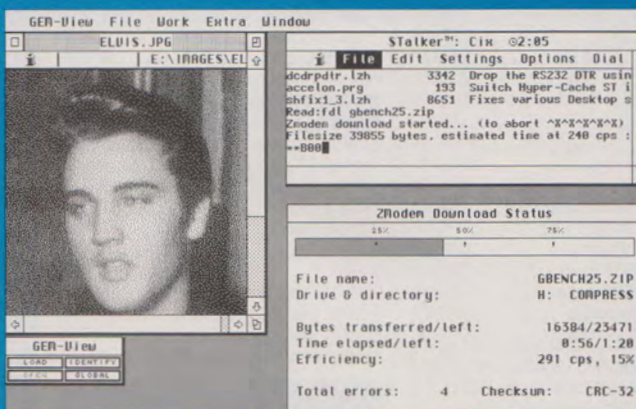 GEM-View File Work Extra Window
ELVIS.JPG
E:\IMAGES\EL
GEM-View
LOAD IDENTIFY
OPEN GLOBAL
STalker™: Cix ⊙2:05
File Edit Settings Options Dial
dcdrpdtr.lzh 3342 Drop the RS232 DTR usin
accelon.prg 193 Switch Hyper-Cache ST i
shfix1_3.lzh 8651 Fixes various Desktop s
Read:fdl gbench25.zip
Zmodem download started... (to abort ^X^X^X^X^X)
Filesize 39855 bytes, estimated time at 240 cps :
**B00
ZModem Download Status
25% 50% 75%
File name: GBENCH25.ZIP
Drive & directory: H: COMPRESS
Bytes transferred/left: 16384/23471
Time elapsed/left: 0:56/1:20
Efficiency: 291 cps, 15%
Total errors: 4 Checksum: CRC-32